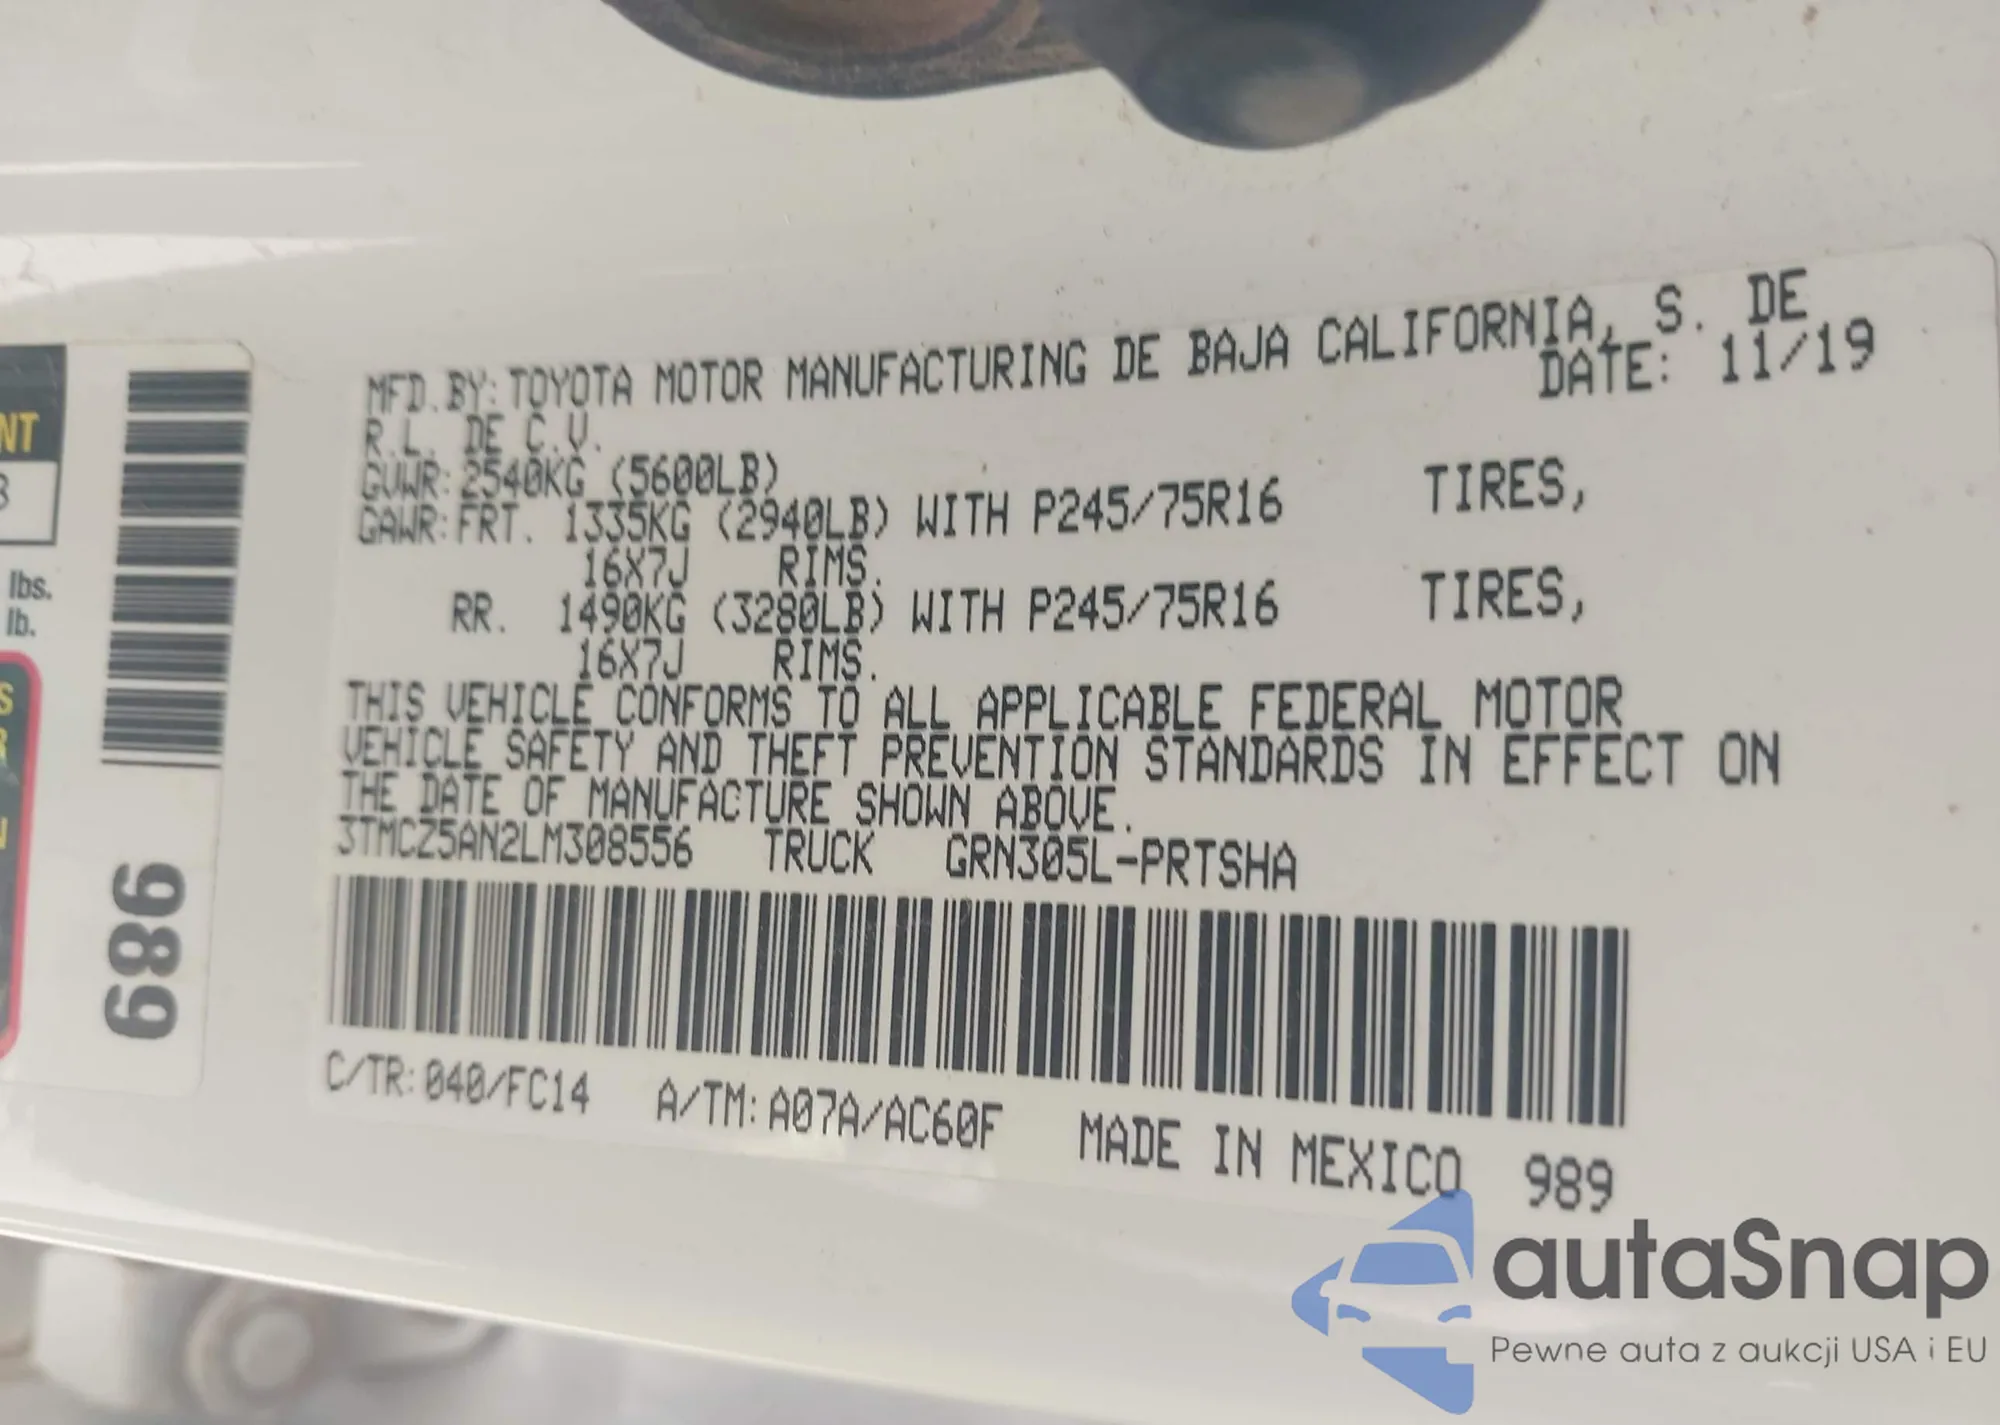 NT
8
lbs.
lb.
S
R
N
989
MFD.BY: TOYOTA MOTOR MANUFACTURING DE BAJA CALIFORNIA, S. DE
R.L. DE C.V. DATE: 11/19
GVWR: 2540KG (5600LB)
GAWR: FRT. 1335KG (2940LB) WITH P245/75R16 TIRES,
16X7J RIMS.
RR. 1490KG (3280LB) WITH P245/75R16 TIRES,
16X7J RIMS.
THIS VEHICLE CONFORMS TO ALL APPLICABLE FEDERAL MOTOR
VEHICLE SAFETY AND THEFT PREVENTION STANDARDS IN EFFECT ON
THE DATE OF MANUFACTURE SHOWN ABOVE.
3TMCZ5AN2LM308556 TRUCK GRN305L-PRTSHA
C/TR: 040/FC14 A/TM: A07A/AC60F MADE IN MEXICO 989
autaSnap
Pewne auta z aukcji USA i EU